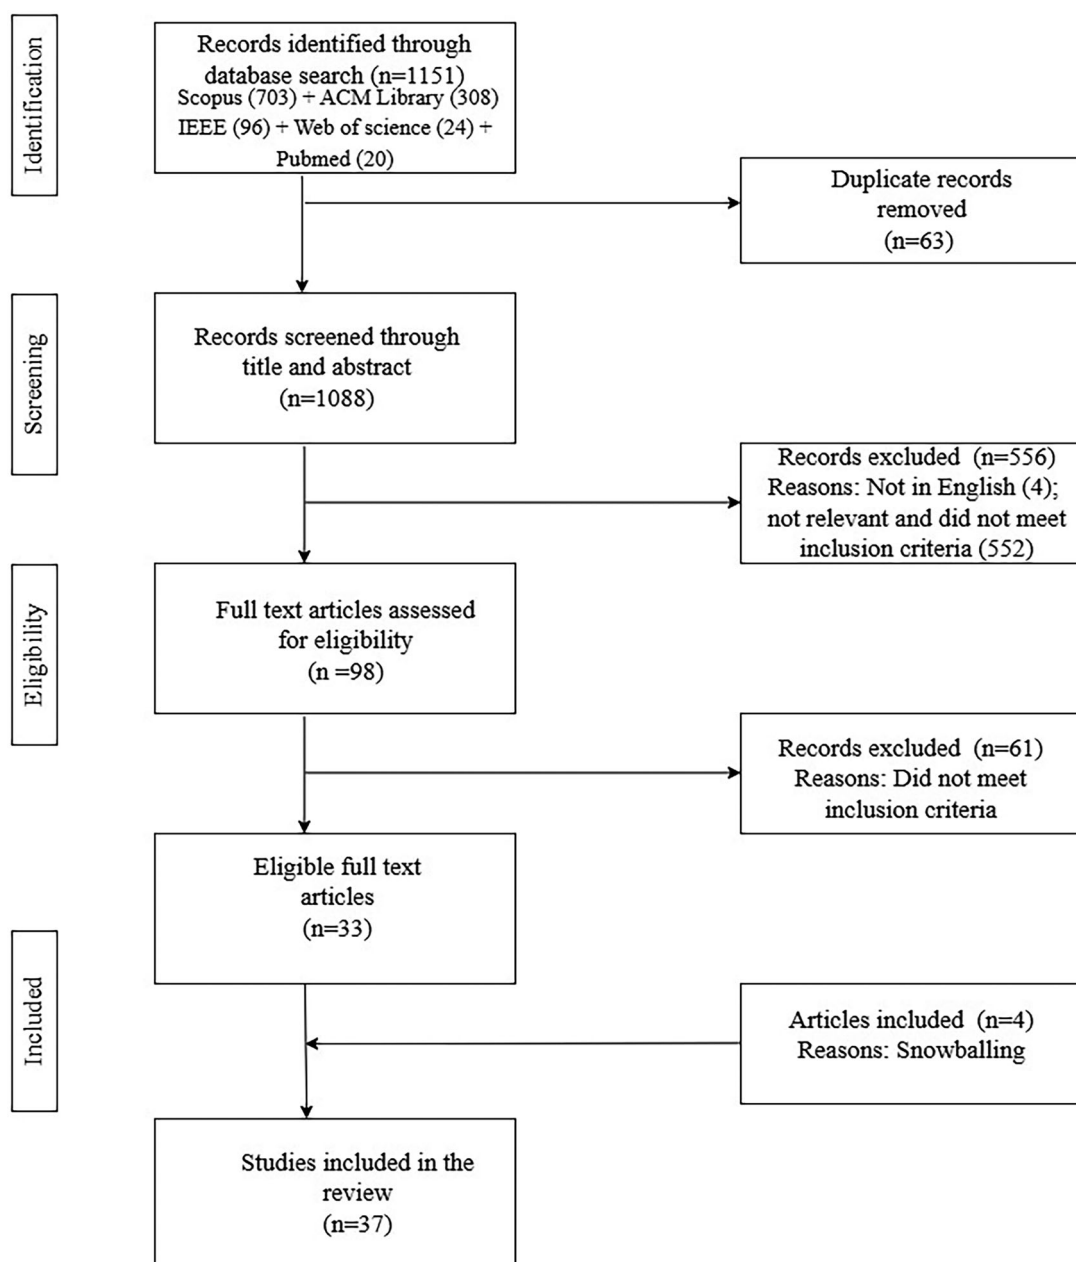 Identification
Records identified through
database search (n=1151)
Scopus (703) + ACM Library (308)
IEEE (96) + Web of science (24) +
Pubmed (20)
Duplicate records
removed
(n=63)
Screening
Records screened through
title and abstract
(n=1088)
Records excluded (n=556)
Reasons: Not in English (4);
not relevant and did not meet
inclusion criteria (552)
Eligibility
Full text articles assessed
for eligibility
(n =98)
Records excluded (n=61)
Reasons: Did not meet
inclusion criteria
Eligible full text
articles
(n=33)
Included
Articles included (n=4)
Reasons: Snowballing
Studies included in the
review
(n=37)